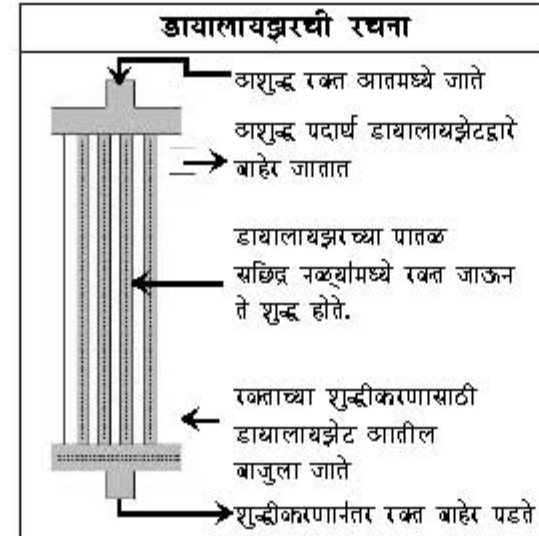 डायालायझरची रचना
अशुद्ध रक्त आतमध्ये जाते
अशुद्ध पदार्थ डायालायझेटद्वारे
बाहेर जातात
डायालायझरच्या पातळ
सछिद्र नळ्यांमध्ये रक्त जाऊन
ते शुद्ध होते.
रक्ताच्या शुद्धीकरणासाठी
डायालायझेट आतील
बाजुला जाते
शुद्धीकरणानंतर रक्त बाहेर पडते